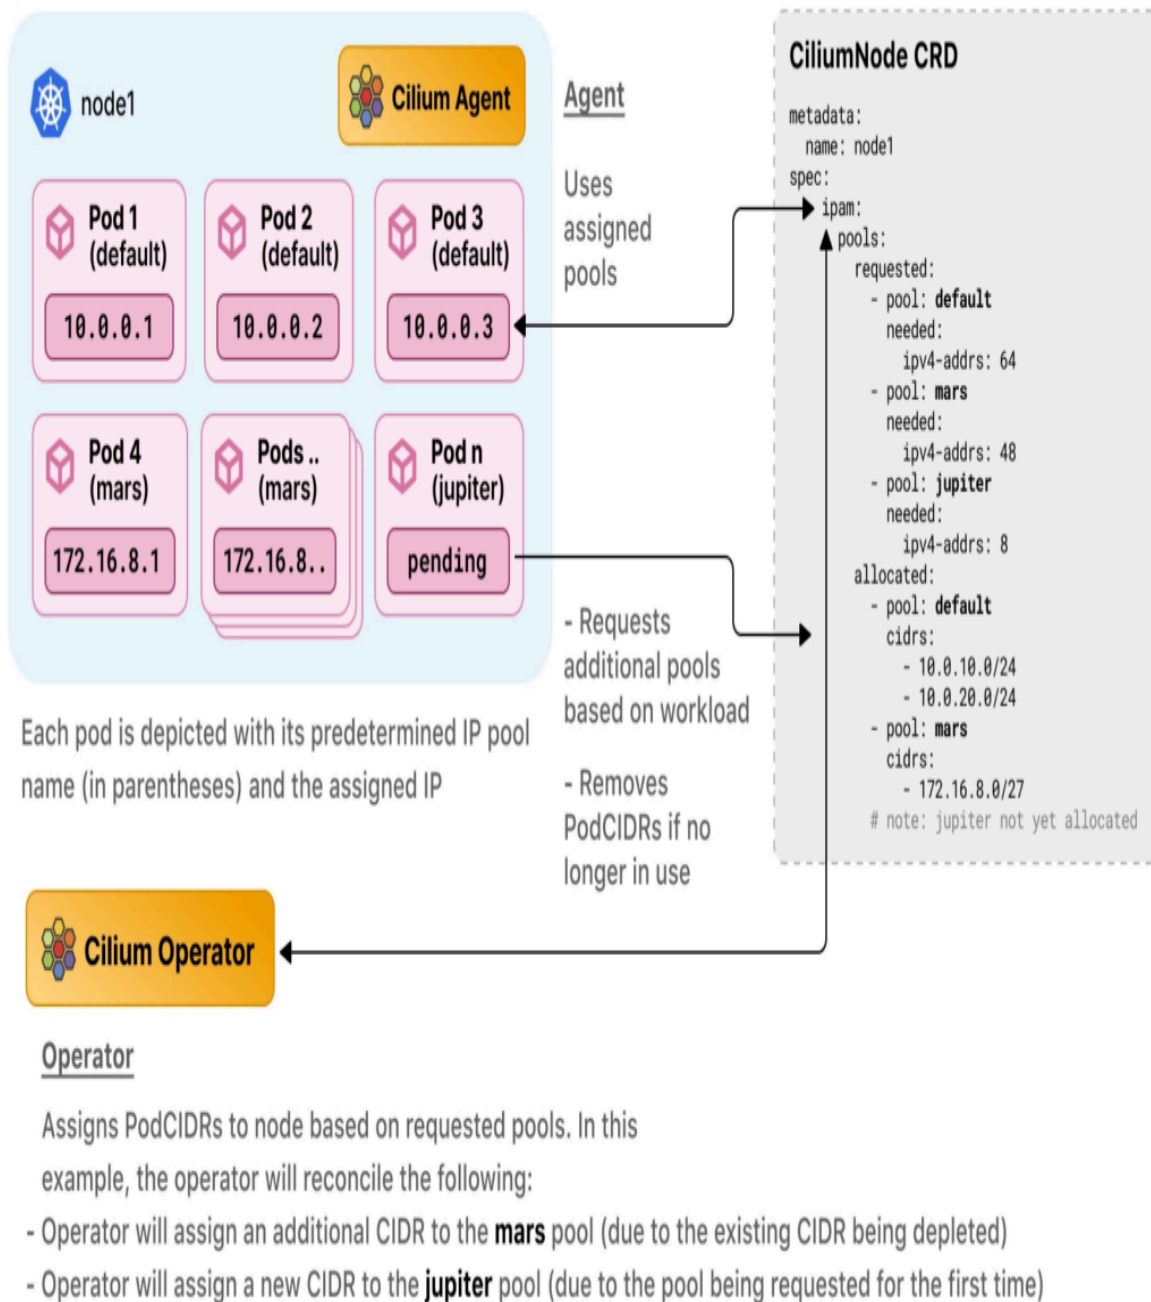 node1
Cilium Agent
Pod 1
(default)
10.0.0.1
Pod 2
(default)
10.0.0.2
Pod 3
(default)
10.0.0.3
Pod 4
(mars)
172.16.8.1
Pods ..
(mars)
172.16.8..
Pod n
(jupiter)
pending
Each pod is depicted with its predetermined IP pool
name (in parentheses) and the assigned IP
Agent
Uses
assigned
pools
- Requests
additional pools
based on workload
- Removes
PodCIDRs if no
longer in use
CiliumNode CRD
metadata:
name: node1
spec:
ipam:
pools:
requested:
- pool: default
needed:
ipv4-addrs: 64
- pool: mars
needed:
ipv4-addrs: 48
- pool: jupiter
needed:
ipv4-addrs: 8
allocated:
- pool: default
cidrs:
- 10.0.10.0/24
- 10.0.20.0/24
- pool: mars
cidrs:
- 172.16.8.0/27
# note: jupiter not yet allocated
Cilium Operator
Operator
Assigns PodCIDRs to node based on requested pools. In this
example, the operator will reconcile the following:
- Operator will assign an additional CIDR to the mars pool (due to the existing CIDR being depleted)
- Operator will assign a new CIDR to the jupiter pool (due to the pool being requested for the first time)